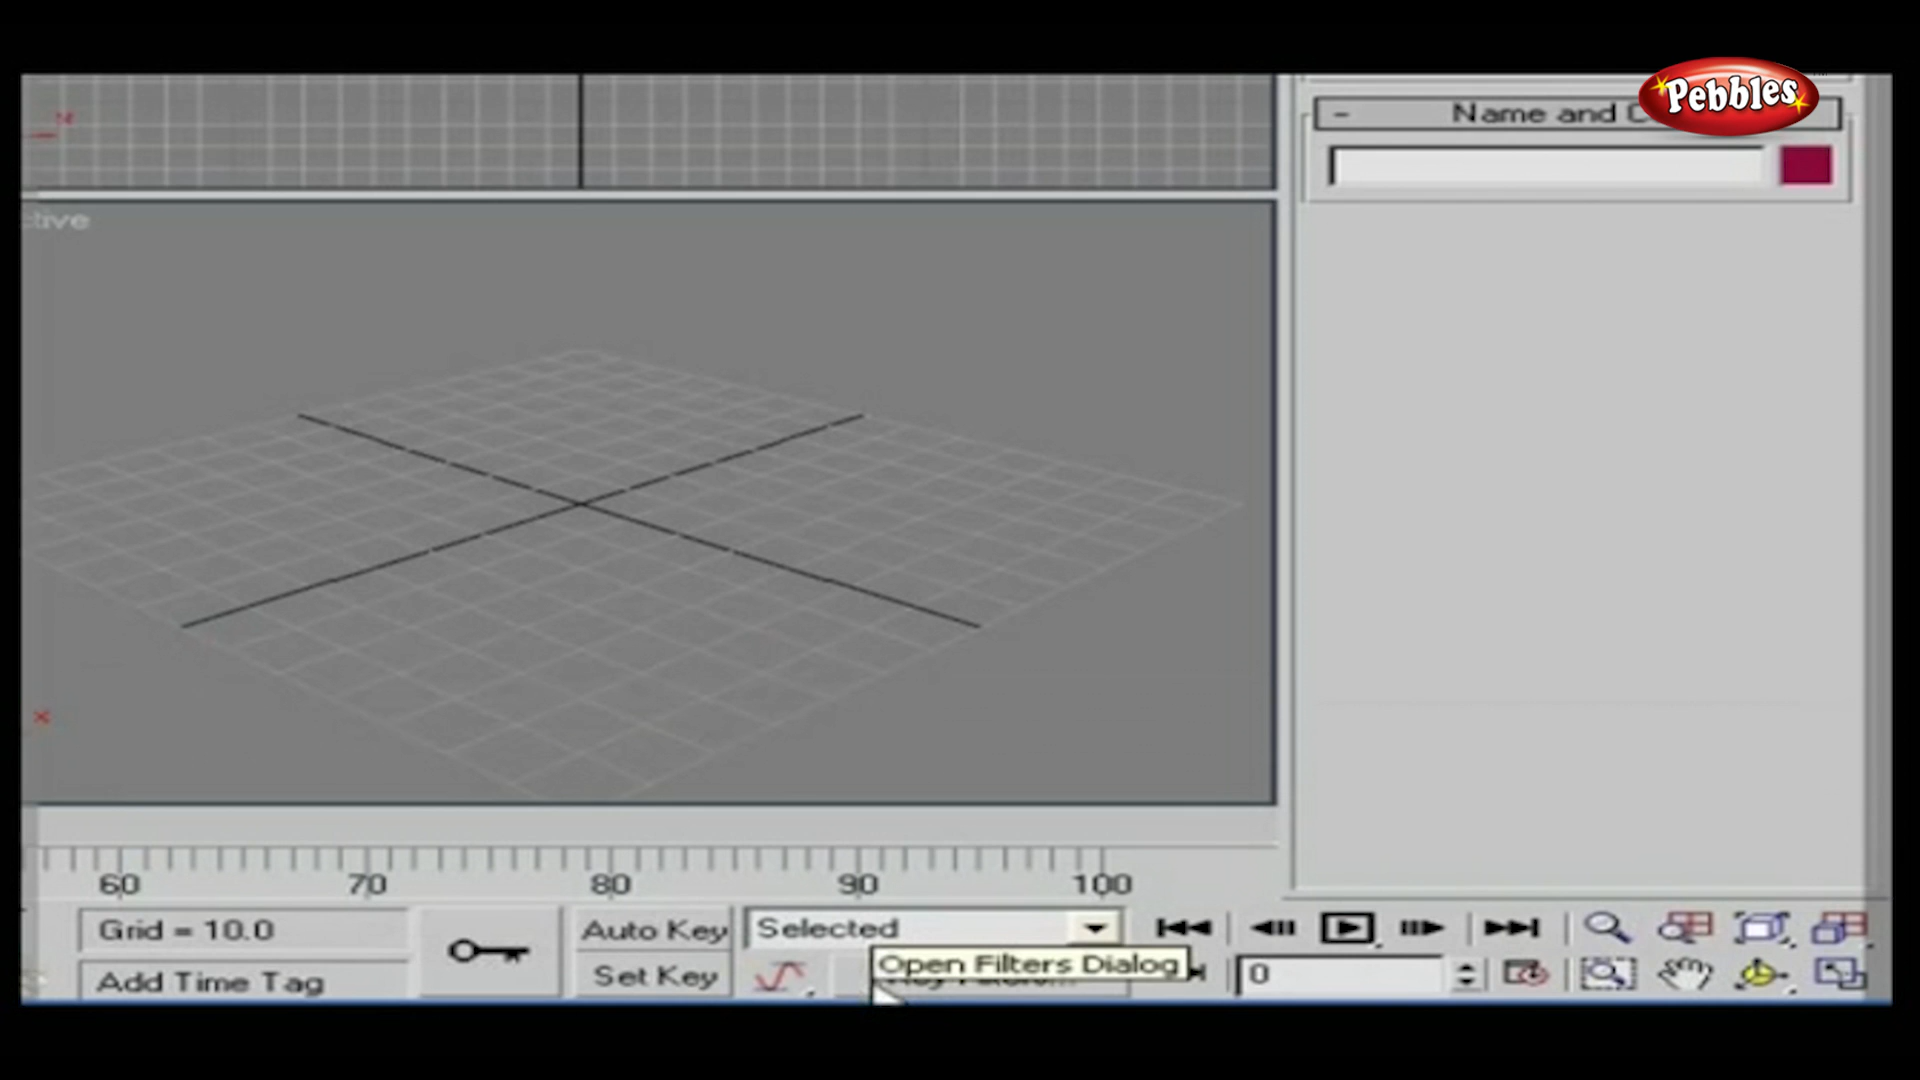 Pebbles
Name and C
ctive
60 70 80 90 100
Grid = 10.0
Auto Key
Selected
Open Filters Dialog
Add Time Tag
Set Key
0